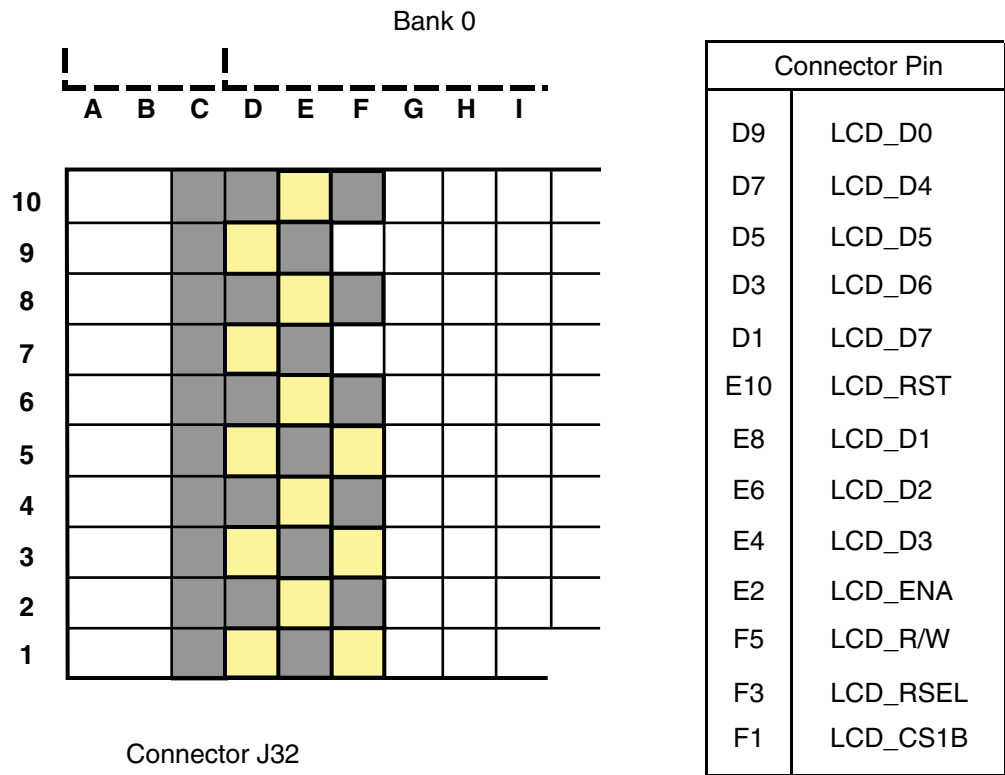 Bank 0
A B C D E F G H I
10
9
8
7
6
5
4
3
2
1
Connector J32
Connector Pin
D9 LCD_D0
D7 LCD_D4
D5 LCD_D5
D3 LCD_D6
D1 LCD_D7
E10 LCD_RST
E8 LCD_D1
E6 LCD_D2
E4 LCD_D3
E2 LCD_ENA
F5 LCD_R/W
F3 LCD_RSEL
F1 LCD_CS1B